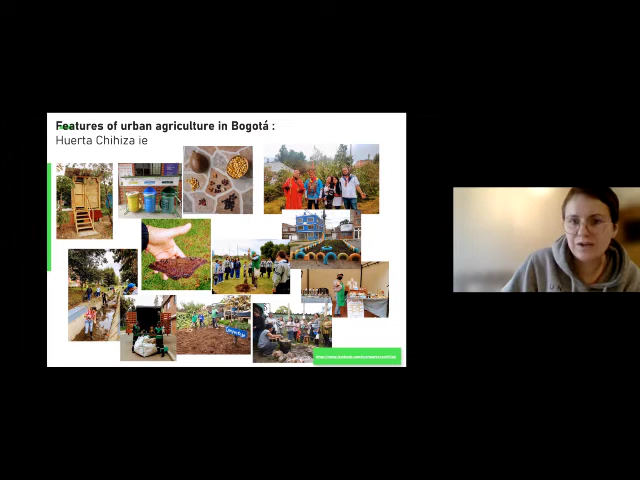 Features of urban agriculture in Bogotá :
Huerta Chihiza ie